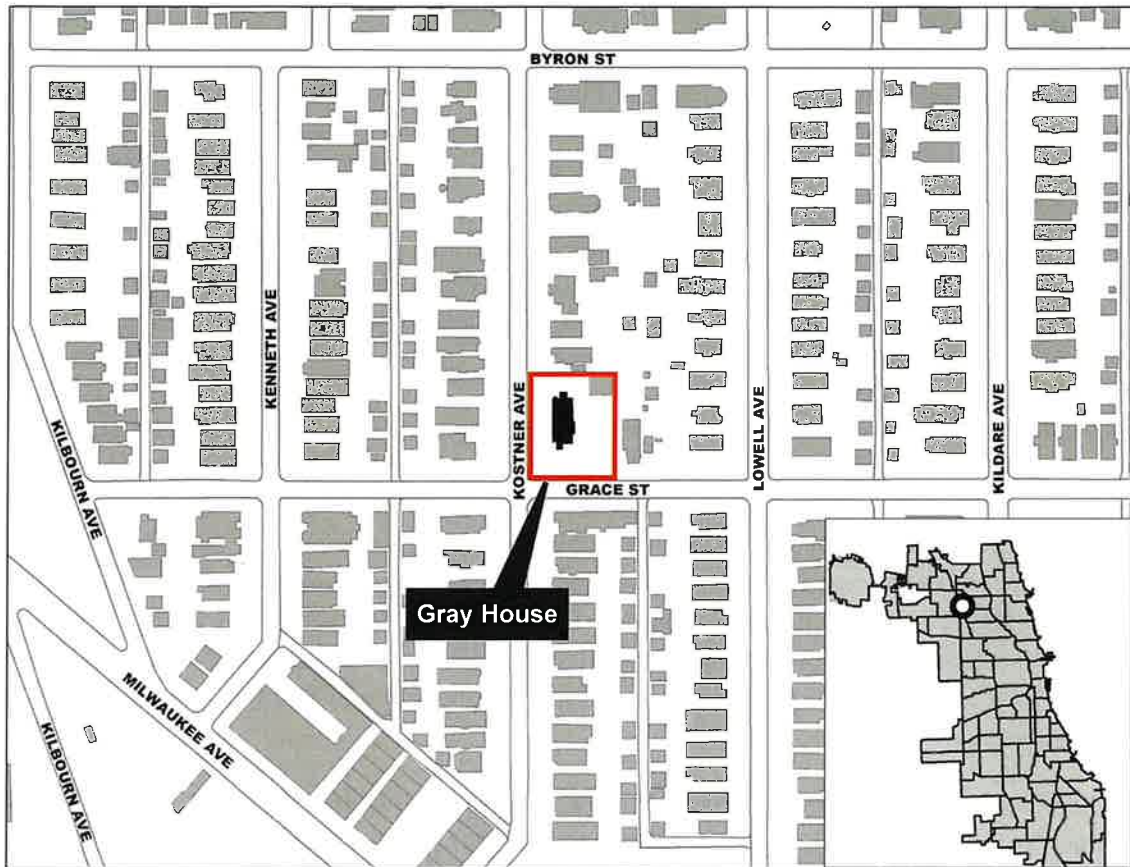 BYRON ST
KILBOURN AVE
KENNETH AVE
KOSTNER AVE
LOWELL AVE
KILDARE AVE
GRACE ST
Gray House
MILWAUKEE AVE
KILBOURN AVE